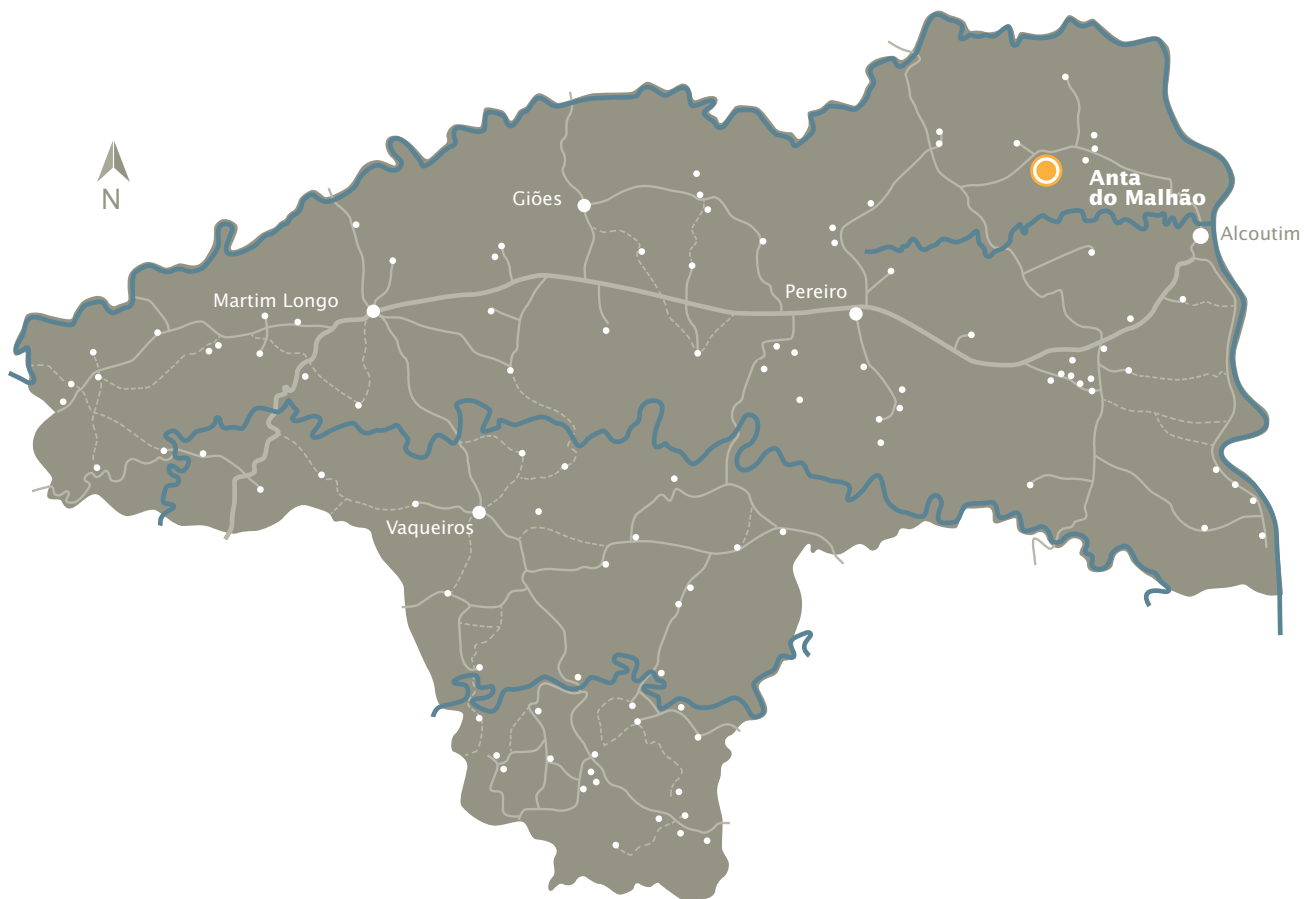 Anta
do Malhão
Giões
Alcoutim
N
Pereiro
Martim Longo
Vaqueiros